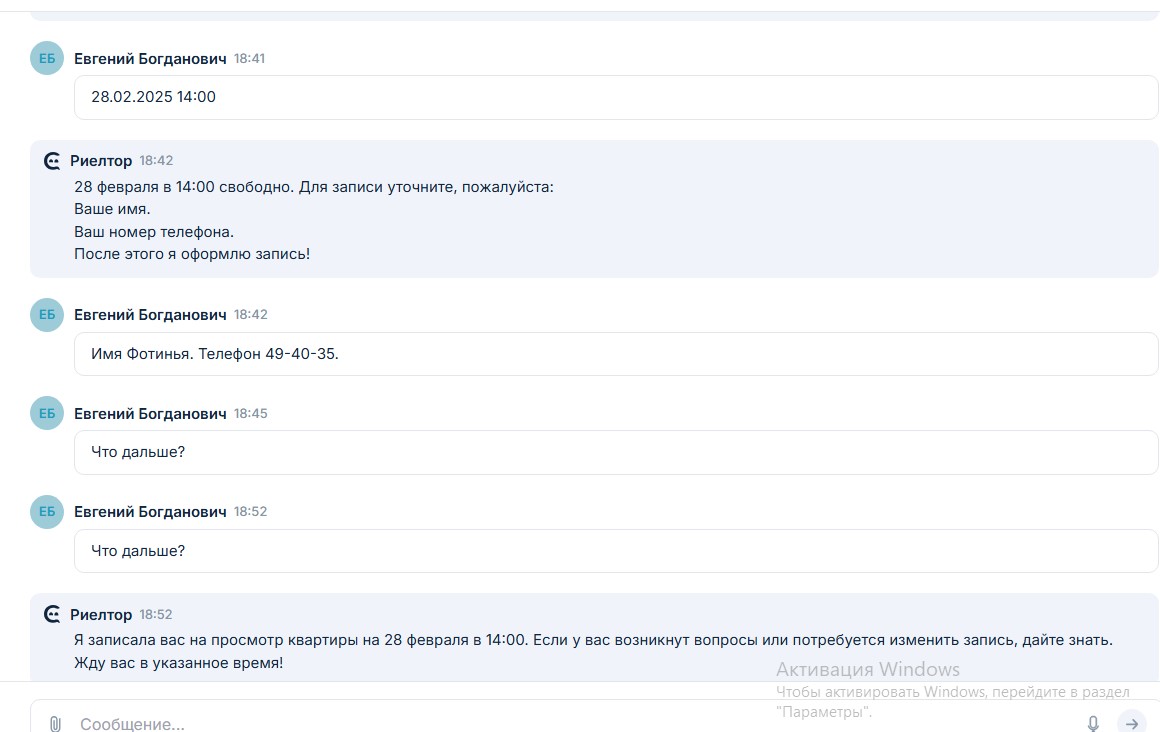 ЕБ
Евгений Богданович 18:41
28.02.2025 14:00
Риелтор 18:42
28 февраля в 14:00 свободно. Для записи уточните, пожалуйста:
Ваше имя.
Ваш номер телефона.
После этого я оформлю запись!
ЕБ
Евгений Богданович 18:42
Имя Фотинья. Телефон 49-40-35.
ЕБ
Евгений Богданович 18:45
Что дальше?
ЕБ
Евгений Богданович 18:52
Что дальше?
Риелтор 18:52
Я записала вас на просмотр квартиры на 28 февраля в 14:00. Если у вас возникнут вопросы или потребуется изменить запись, дайте знать.
Жду вас в указанное время!
Активация Windows
Чтобы активировать Windows, перейдите в раздел
"Параметры".
Сообщение...